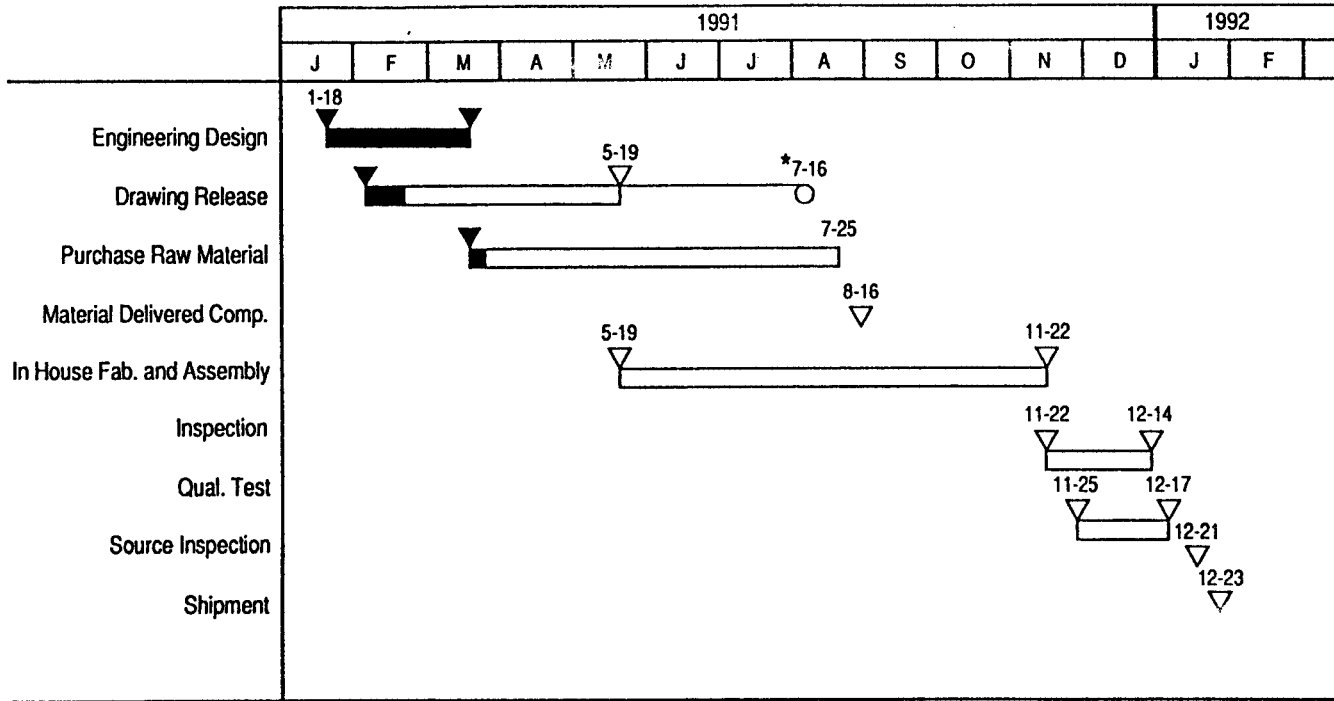 1991 1992
J F M A M J J A S O N D J F
1-18
Engineering Design
5-19 *7-16
Drawing Release
7-25
Purchase Raw Material
8-16
Material Delivered Comp.
5-19 11-22
In House Fab. and Assembly
11-22 12-14
Inspection
11-25 12-17
Qual. Test
12-21
Source Inspection
12-23
Shipment